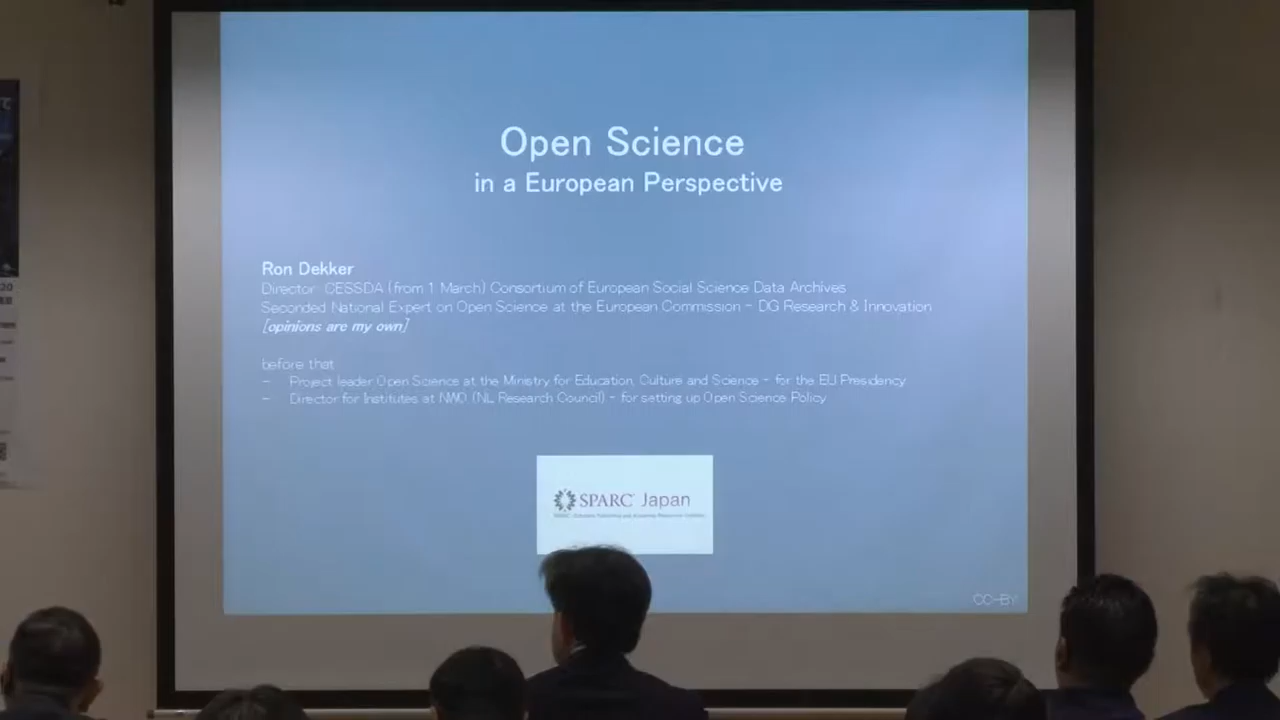 Open Science
in a European Perspective
Ron Dekker
Director: CESSDA (from 1 March) Consortium of European Social Science Data Archives
Seconded National Expert on Open Science at the European Commission - DG Research & Innovation
[opinions are my own]
before that
- Project leader Open Science at the Ministry for Education, Culture and Science - for the EU Presidency
- Director for Institutes at NWO (NL Research Council) - for setting up Open Science Policy
SPARC Japan
CC-BY
て
20